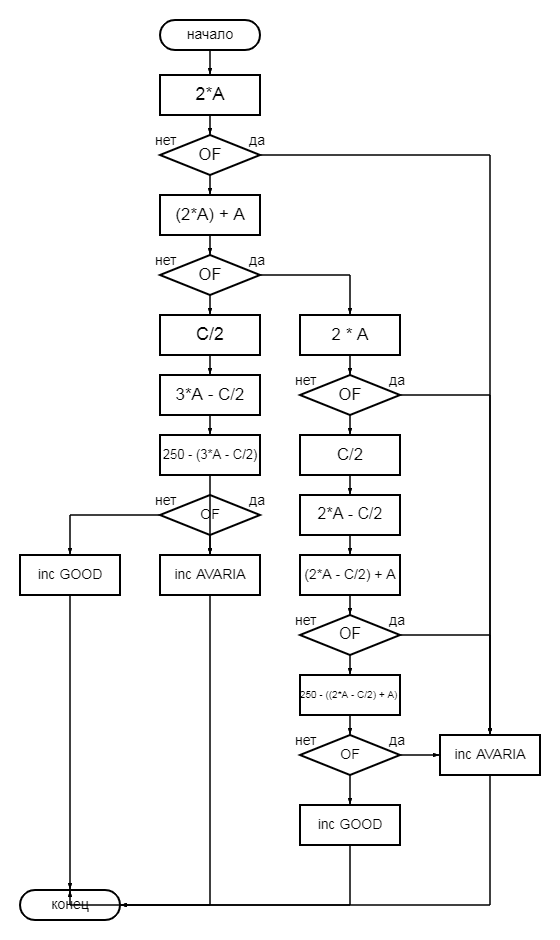 начало
2*A
нет
да
OF
(2*A) + A
нет
да
OF
C/2
2 * A
нет
да
OF
3*A - C/2
250 - (3*A - C/2)
C/2
нет
да
OF
2*A - C/2
inc GOOD
inc AVARIA
(2*A - C/2) + A
нет
да
OF
250 - ((2*A - C/2) + A)
нет
да
OF
inc AVARIA
inc GOOD
конец